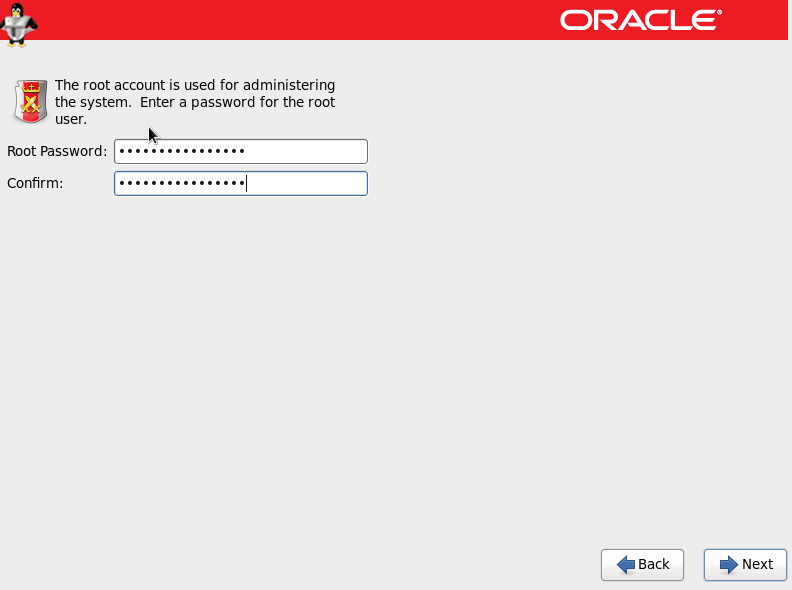 ORACLE®
The root account is used for administering
the system.  Enter a password for the root
user.
Root Password: ••••••••••••••••
Confirm: ••••••••••••••••
Back
Next